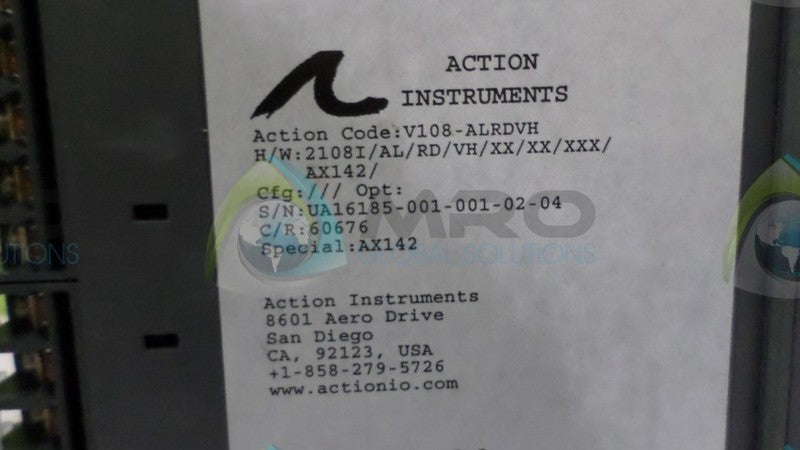 ACTION
INSTRUMENTS
Action Code:V108-ALRDVH
H/W:2108I/AL/RD/VH/XX/XX/XXX/
AX142/
Cfg:/// Opt:
S/N:UA16185-001-001-02-04
C/R:60676
Special:AX142
MRO
SOLUTIONS
Action Instruments
8601 Aero Drive
San Diego
CA, 92123, USA
+1-858-279-5726
www.actionio.com